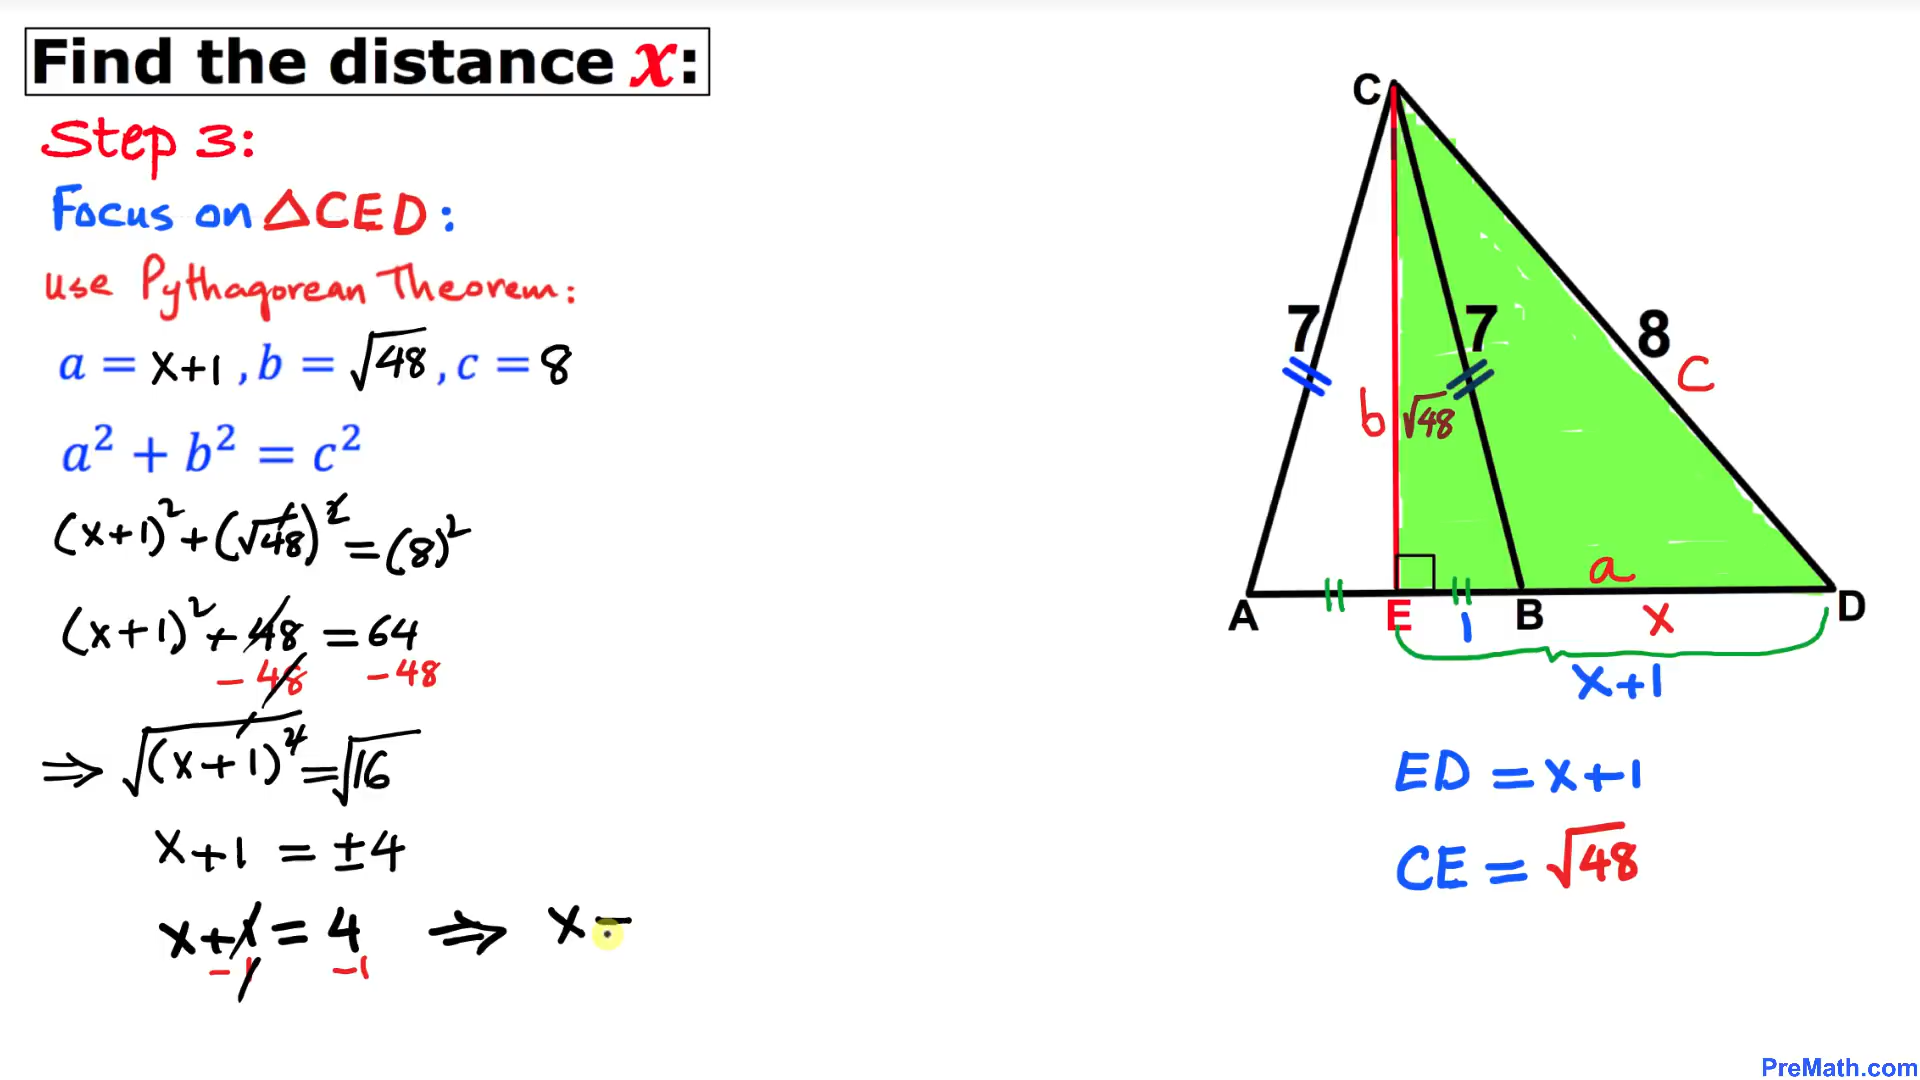 Find the distance x:
Step 3:
Focus on △CED:
use Pythagorean Theorem:
a = x+1, b = √48, c = 8
a² + b² = c²
(x+1)² + (√48)² = (8)²
(x+1)² + 48 = 64
- 48 - 48
⇒ √(x+1)² = √16
x+1 = ±4
x+1 = 4 ⇒ x =
-1 -1
C
7
7
8
c
b
√48
a
A
E
1
B
x
D
x+1
ED = x+1
CE = √48
PreMath.com